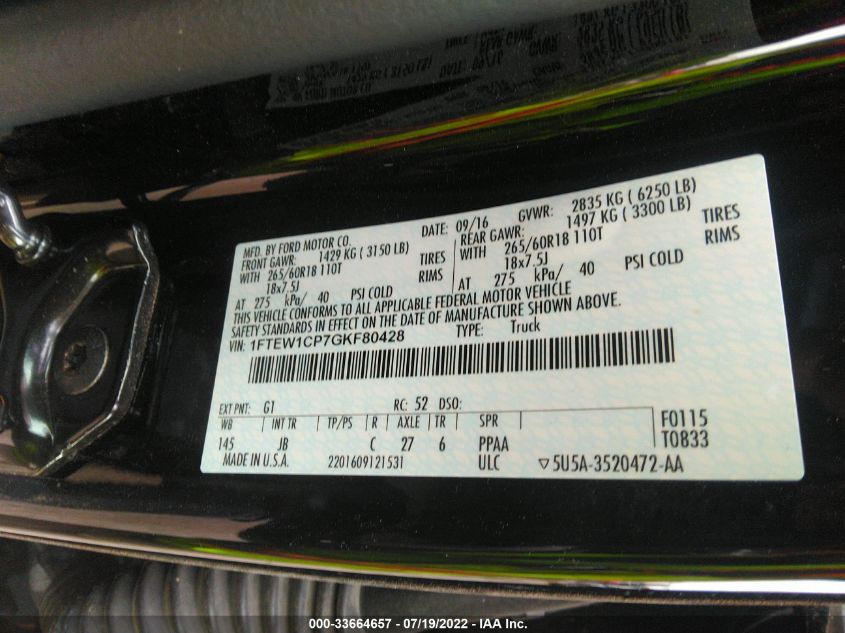 MFD. BY FORD MOTOR CO.
DATE: 09/16 GVWR: 2835 KG ( 6250 LB)
FRONT GAWR: 1429 KG ( 3150 LB) REAR GAWR: 1497 KG ( 3300 LB)
WITH 265/60R18 110T TIRES WITH 265/60R18 110T TIRES
18x7.5J RIMS 18x7.5J RIMS
AT 275 kPa/ 40 PSI COLD AT 275 kPa/ 40 PSI COLD
THIS VEHICLE CONFORMS TO ALL APPLICABLE FEDERAL MOTOR VEHICLE
SAFETY STANDARDS IN EFFECT ON THE DATE OF MANUFACTURE SHOWN ABOVE.
VIN: 1FTEW1CP7GKF80428 TYPE: Truck
EXT PNT: G1 RC: 52 DSO:
WB INT TR TP/PS R AXLE TR SPR F0115
145 JB C 27 6 PPAA T0833
MADE IN U.S.A. 2201609121531 ULC ▽5U5A-3520472-AA
000-33664657 - 07/19/2022 - IAA Inc.